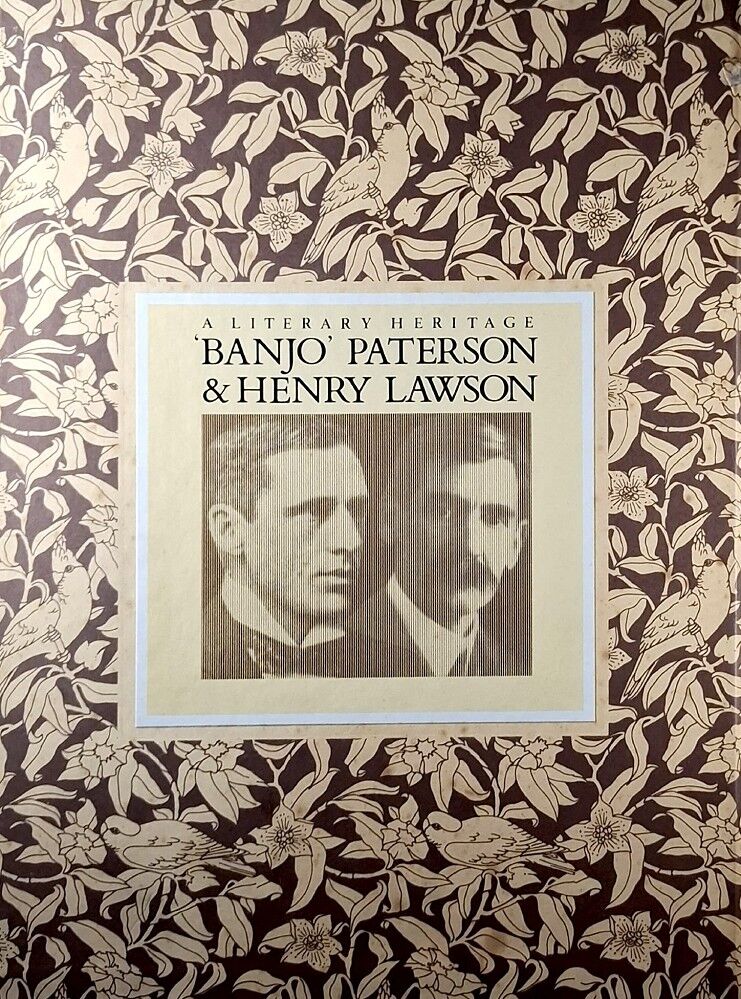 A LITERARY HERITAGE
‘BANJO’ PATERSON
& HENRY LAWSON